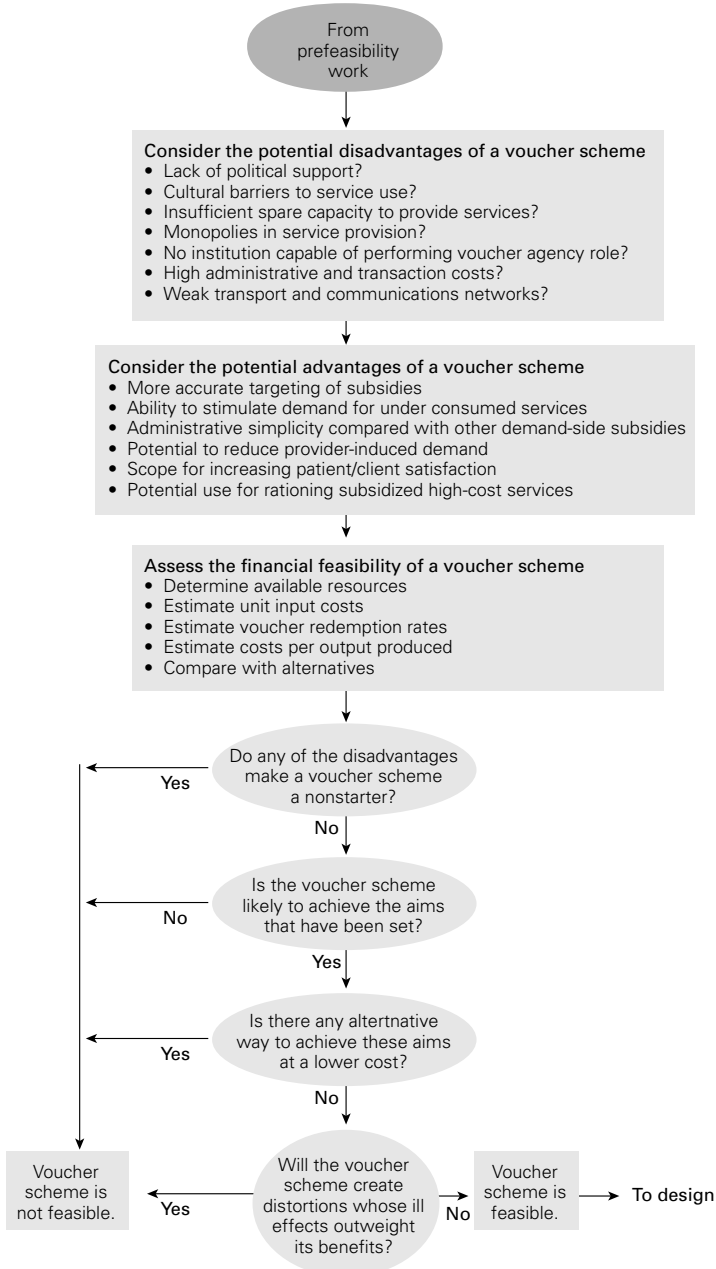 From
prefeasibility
work
Consider the potential disadvantages of a voucher scheme
• Lack of political support?
• Cultural barriers to service use?
• Insufficient spare capacity to provide services?
• Monopolies in service provision?
• No institution capable of performing voucher agency role?
• High administrative and transaction costs?
• Weak transport and communications networks?
Consider the potential advantages of a voucher scheme
• More accurate targeting of subsidies
• Ability to stimulate demand for under consumed services
• Administrative simplicity compared with other demand-side subsidies
• Potential to reduce provider-induced demand
• Scope for increasing patient/client satisfaction
• Potential use for rationing subsidized high-cost services
Assess the financial feasibility of a voucher scheme
• Determine available resources
• Estimate unit input costs
• Estimate voucher redemption rates
• Estimate costs per output produced
• Compare with alternatives
Do any of the disadvantages
make a voucher scheme
a nonstarter?
Yes
No
Is the voucher scheme
likely to achieve the aims
that have been set?
No
Yes
Is there any altertnative
way to achieve these aims
at a lower cost?
Yes
No
Voucher
scheme is
not feasible.
Yes
Will the voucher
scheme create
distortions whose ill
effects outweight
its benefits?
No
Voucher
scheme is
feasible.
To design